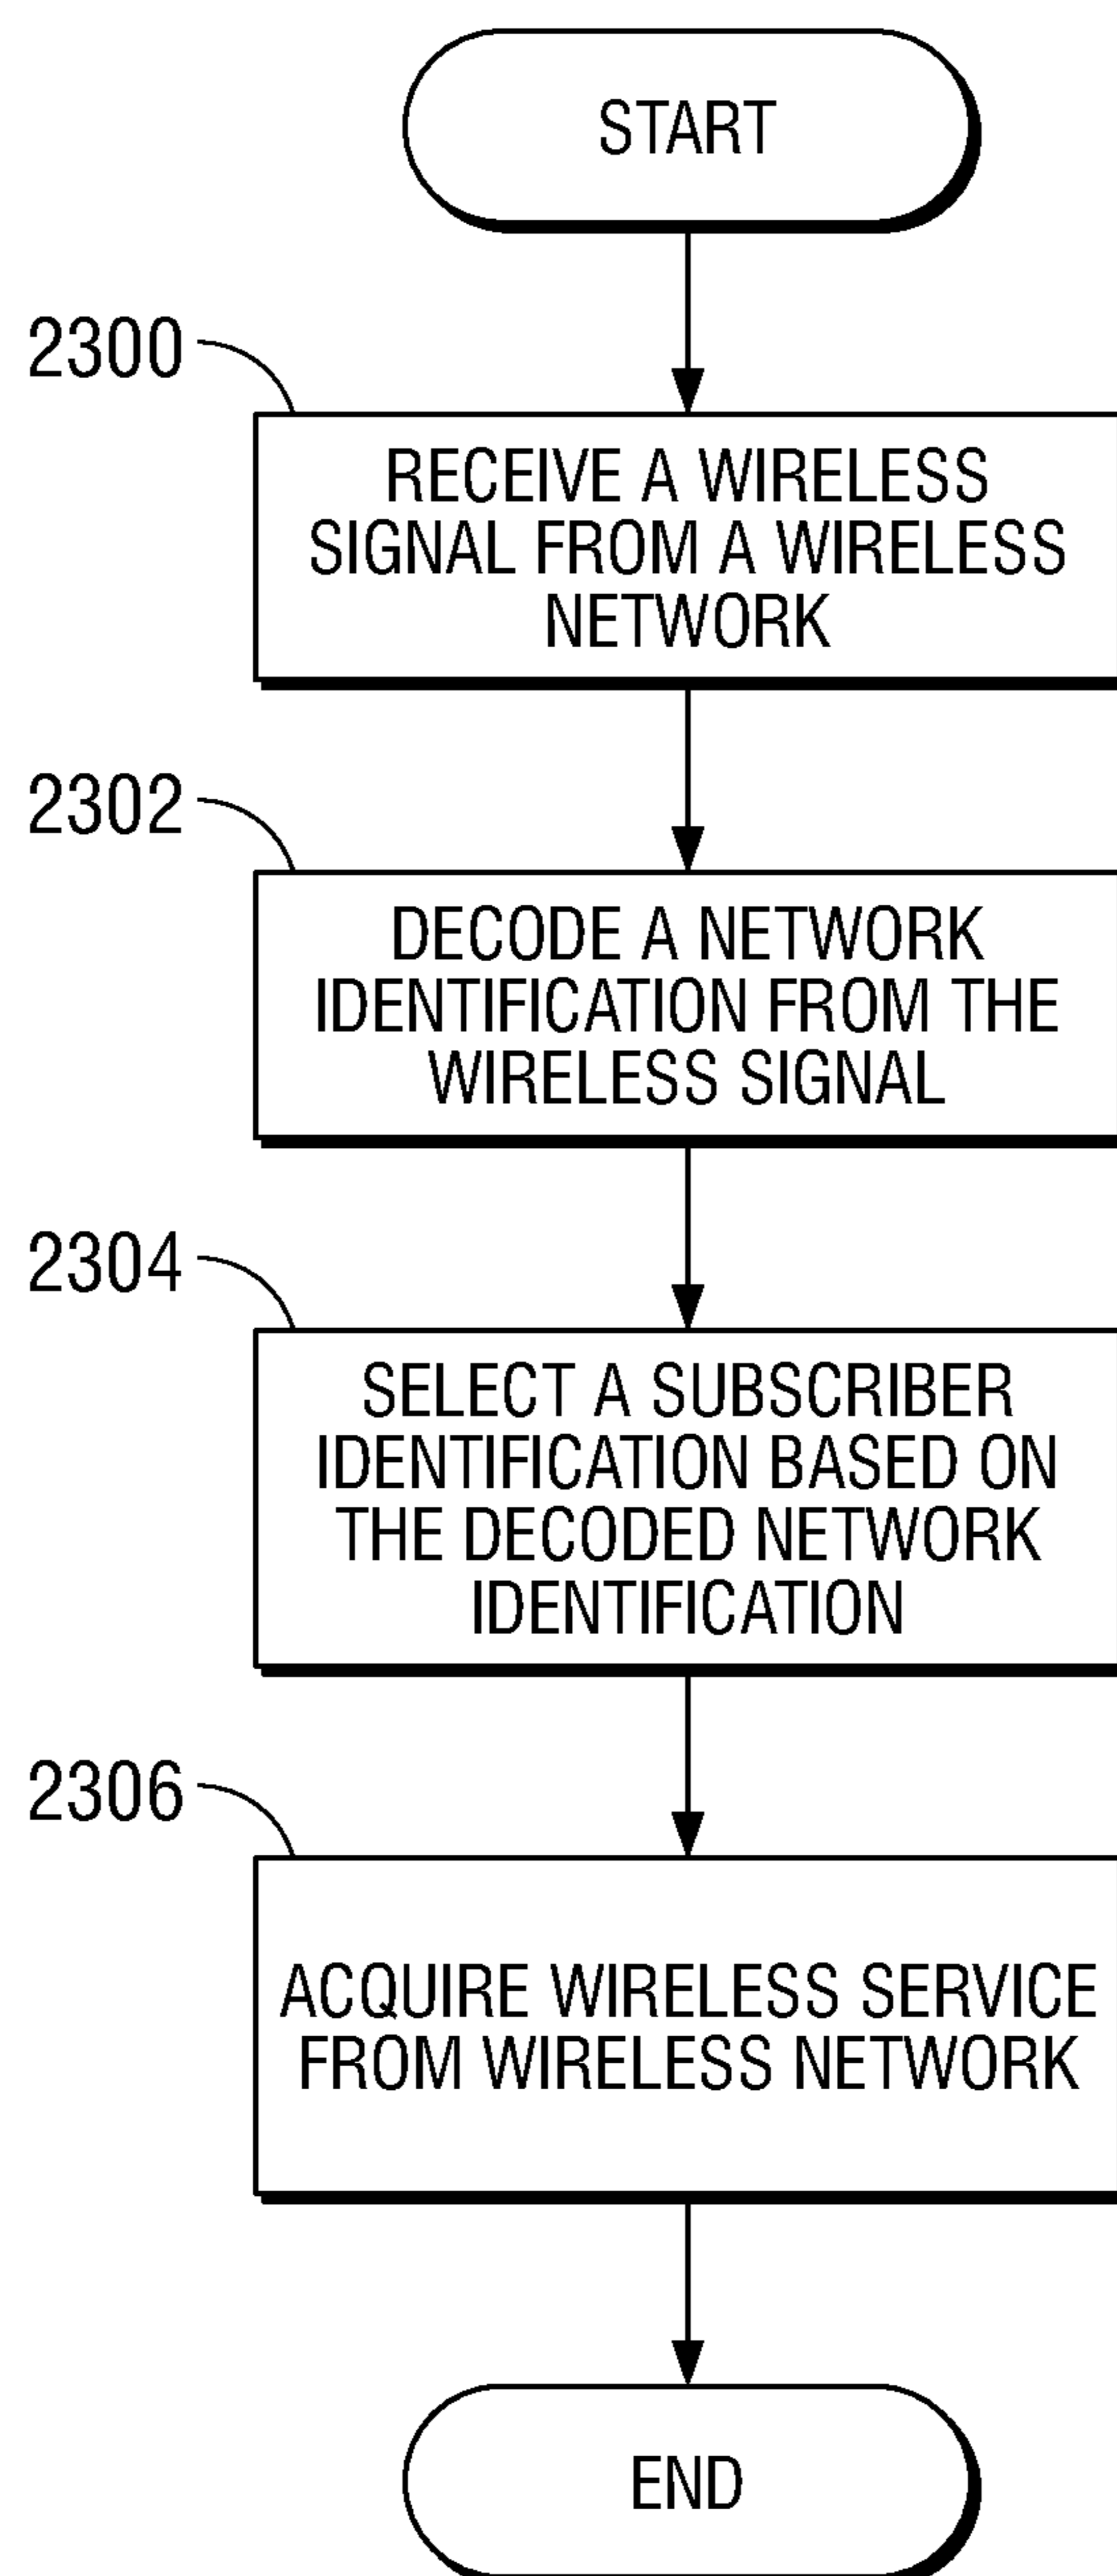 START
2300
RECEIVE A WIRELESS
SIGNAL FROM A WIRELESS
NETWORK
2302
DECODE A NETWORK
IDENTIFICATION FROM THE
WIRELESS SIGNAL
2304
SELECT A SUBSCRIBER
IDENTIFICATION BASED ON
THE DECODED NETWORK
IDENTIFICATION
2306
ACQUIRE WIRELESS SERVICE
FROM WIRELESS NETWORK
END